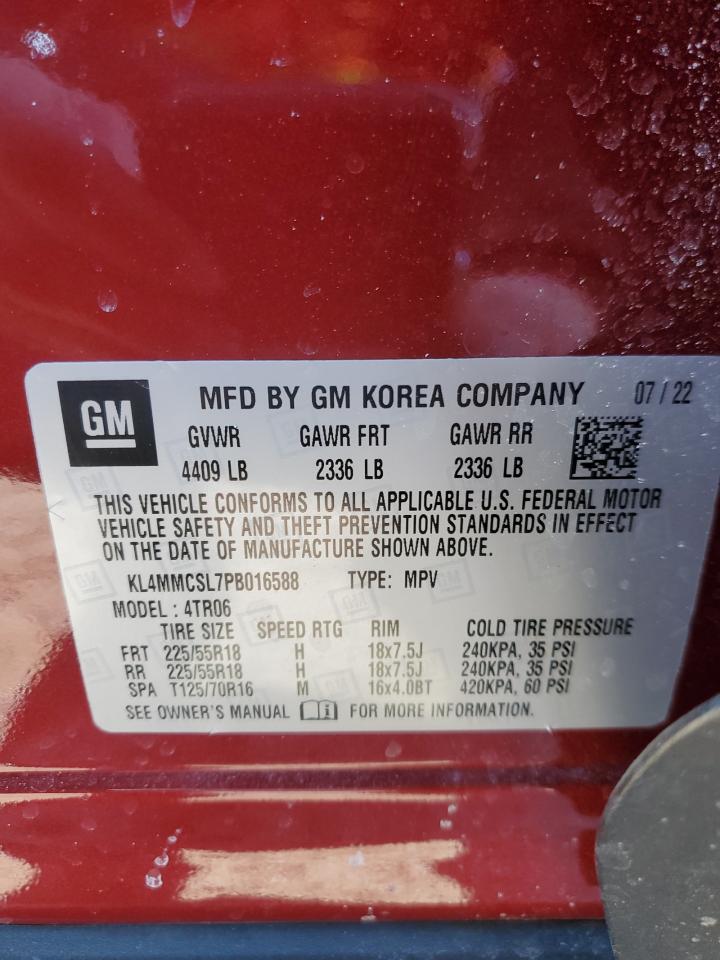 GM MFD BY GM KOREA COMPANY 07 / 22
GVWR GAWR FRT GAWR RR
4409 LB 2336 LB 2336 LB
THIS VEHICLE CONFORMS TO ALL APPLICABLE U.S. FEDERAL MOTOR
VEHICLE SAFETY AND THEFT PREVENTION STANDARDS IN EFFECT
ON THE DATE OF MANUFACTURE SHOWN ABOVE.
KL4MMCSL7PB016588 TYPE: MPV
MODEL : 4TR06
TIRE SIZE SPEED RTG RIM COLD TIRE PRESSURE
FRT 225/55R18 H 18x7.5J 240KPA, 35 PSI
RR 225/55R18 H 18x7.5J 240KPA, 35 PSI
SPA T125/70R16 M 16x4.0BT 420KPA, 60 PSI
SEE OWNER'S MANUAL i FOR MORE INFORMATION.